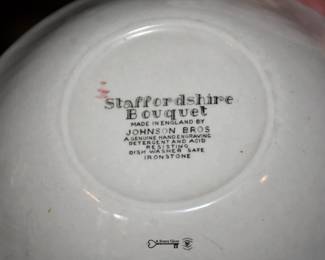 Staffordshire
Bouquet
MADE IN ENGLAND BY
JOHNSON BROS
A GENUINE HAND ENGRAVING
DETERGENT AND ACID
RESISTING
DISH WASHER SAFE
IRONSTONE